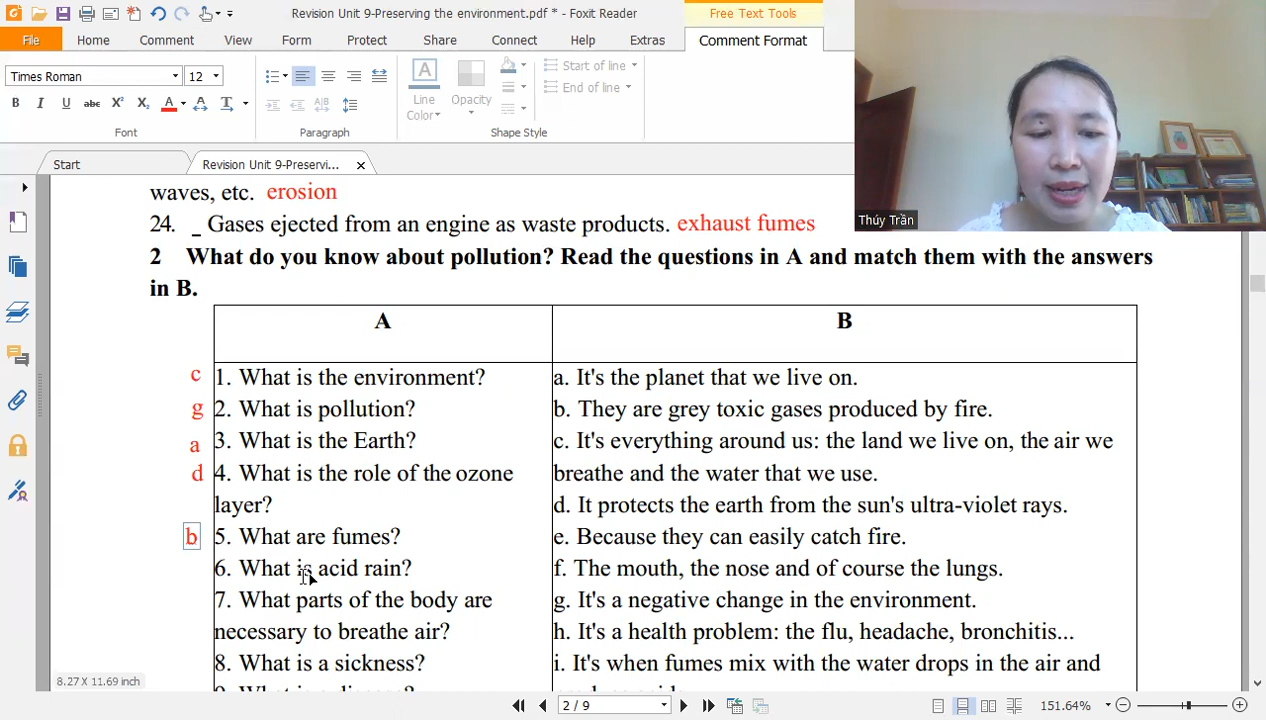 Revision Unit 9-Preserving the environment.pdf * - Foxit Reader
Free Text Tools
File Home Comment View Form Protect Share Connect Help Extras Comment Format
Times Roman 12
Start of line
End of line
Line Color
Opacity
B I U abc X² X₂ A A T
Font Paragraph Shape Style
Start Revision Unit 9-Preservi...
Thúy Trần
waves, etc. erosion
24. _ Gases ejected from an engine as waste products. exhaust fumes
2 What do you know about pollution? Read the questions in A and match them with the answers
in B.
A B
c 1. What is the environment? a. It's the planet that we live on.
g 2. What is pollution? b. They are grey toxic gases produced by fire.
a 3. What is the Earth? c. It's everything around us: the land we live on, the air we
d 4. What is the role of the ozone breathe and the water that we use.
layer? d. It protects the earth from the sun's ultra-violet rays.
b 5. What are fumes? e. Because they can easily catch fire.
6. What is acid rain? f. The mouth, the nose and of course the lungs.
7. What parts of the body are g. It's a negative change in the environment.
necessary to breathe air? h. It's a health problem: the flu, headache, bronchitis...
8. What is a sickness? i. It's when fumes mix with the water drops in the air and
8.27 x 11.69 inch
2 / 9
151.64%